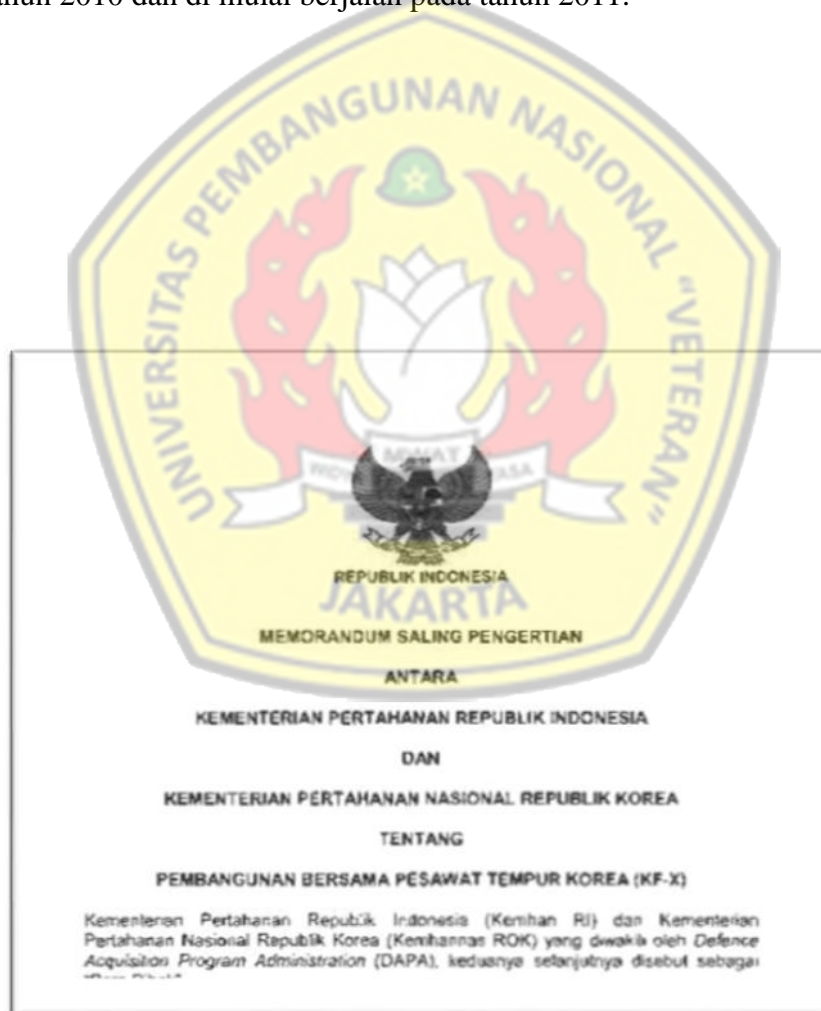 2010 dan di mulai berjalan pada tahun 2011.
UNIVERSITAS PEMBANGUNAN NASIONAL "VETERAN"
JAKARTA
REPUBLIK INDONESIA
MEMORANDUM SALING PENGERTIAN
ANTARA
KEMENTERIAN PERTAHANAN REPUBLIK INDONESIA
DAN
KEMENTERIAN PERTAHANAN NASIONAL REPUBLIK KOREA
TENTANG
PEMBANGUNAN BERSAMA PESAWAT TEMPUR KOREA (KF-X)
Kementerian Pertahanan Republik Indonesia (Kemhan RI) dan Kementerian
Pertahanan Nasional Republik Korea (Kemhannas ROK) yang diwakili oleh Defence
Acquisition Program Administration (DAPA), keduanya selanjutnya disebut sebagai